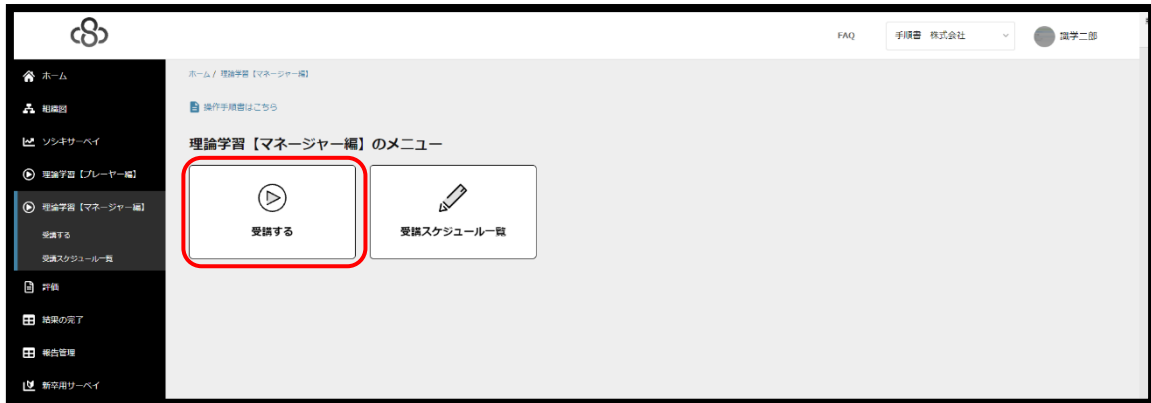 FAQ
手順書 株式会社
識学二郎
ホーム
組織図
ソシキサーベイ
理論学習【プレーヤー編】
理論学習【マネージャー編】
受講する
受講スケジュール一覧
評価
結果の完了
報告管理
新卒用サーベイ
ホーム / 理論学習【マネージャー編】
操作手順書はこちら
理論学習【マネージャー編】のメニュー
受講する
受講スケジュール一覧